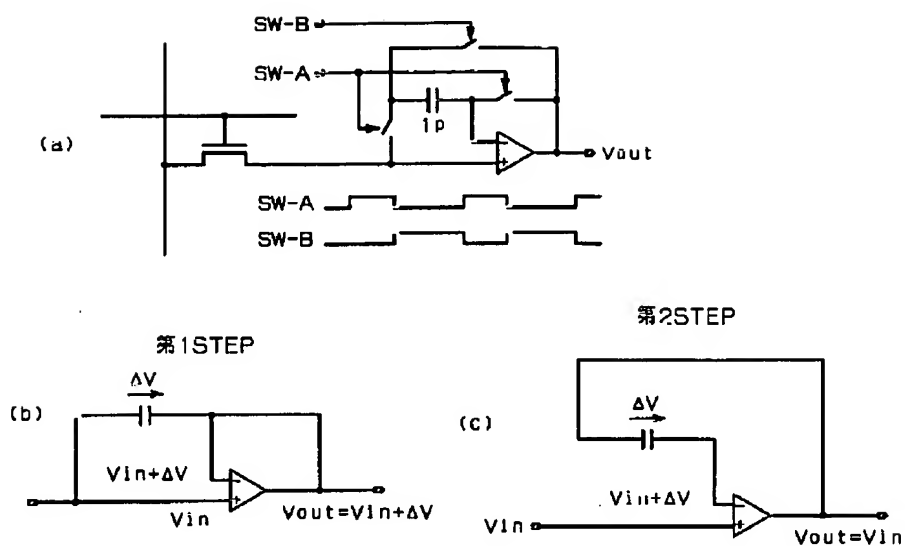 SW-B
SW-A
1p
(a)
-
+
Vout
SW-A
SW-B
第1STEP
第2STEP
ΔV
(b)
Vin+ΔV
-
+
Vin
Vout=Vin+ΔV
ΔV
(c)
Vin+ΔV
-
+
Vin
Vout=Vin